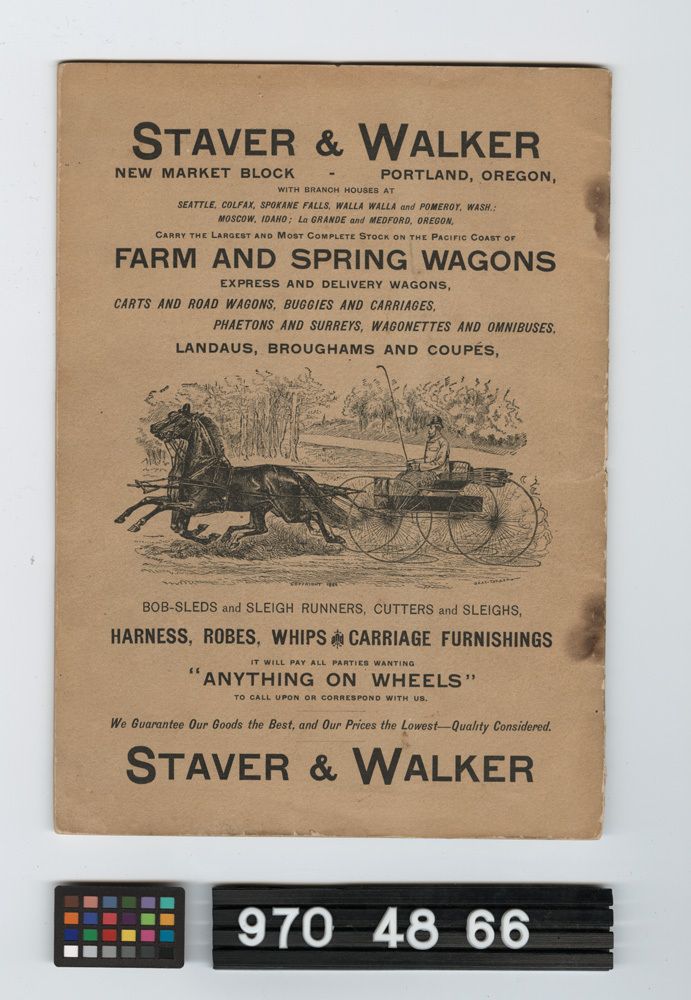 STAVER & WALKER
NEW MARKET BLOCK - PORTLAND, OREGON,
WITH BRANCH HOUSES AT
SEATTLE, COLFAX, SPOKANE FALLS, WALLA WALLA and POMEROY, WASH.:
MOSCOW, IDAHO; La GRANDE and MEDFORD, OREGON,
CARRY THE LARGEST AND MOST COMPLETE STOCK ON THE PACIFIC COAST OF
FARM AND SPRING WAGONS
EXPRESS AND DELIVERY WAGONS,
CARTS AND ROAD WAGONS, BUGGIES AND CARRIAGES,
PHAETONS AND SURREYS, WAGONETTES AND OMNIBUSES,
LANDAUS, BROUGHAMS AND COUPÉS,
COPYRIGHT
BOB-SLEDS and SLEIGH RUNNERS, CUTTERS and SLEIGHS,
HARNESS, ROBES, WHIPS CARRIAGE FURNISHINGS
IT WILL PAY ALL PARTIES WANTING
"ANYTHING ON WHEELS"
TO CALL UPON OR CORRESPOND WITH US.
We Guarantee Our Goods the Best, and Our Prices the Lowest—Quality Considered.
STAVER & WALKER
970 48 66